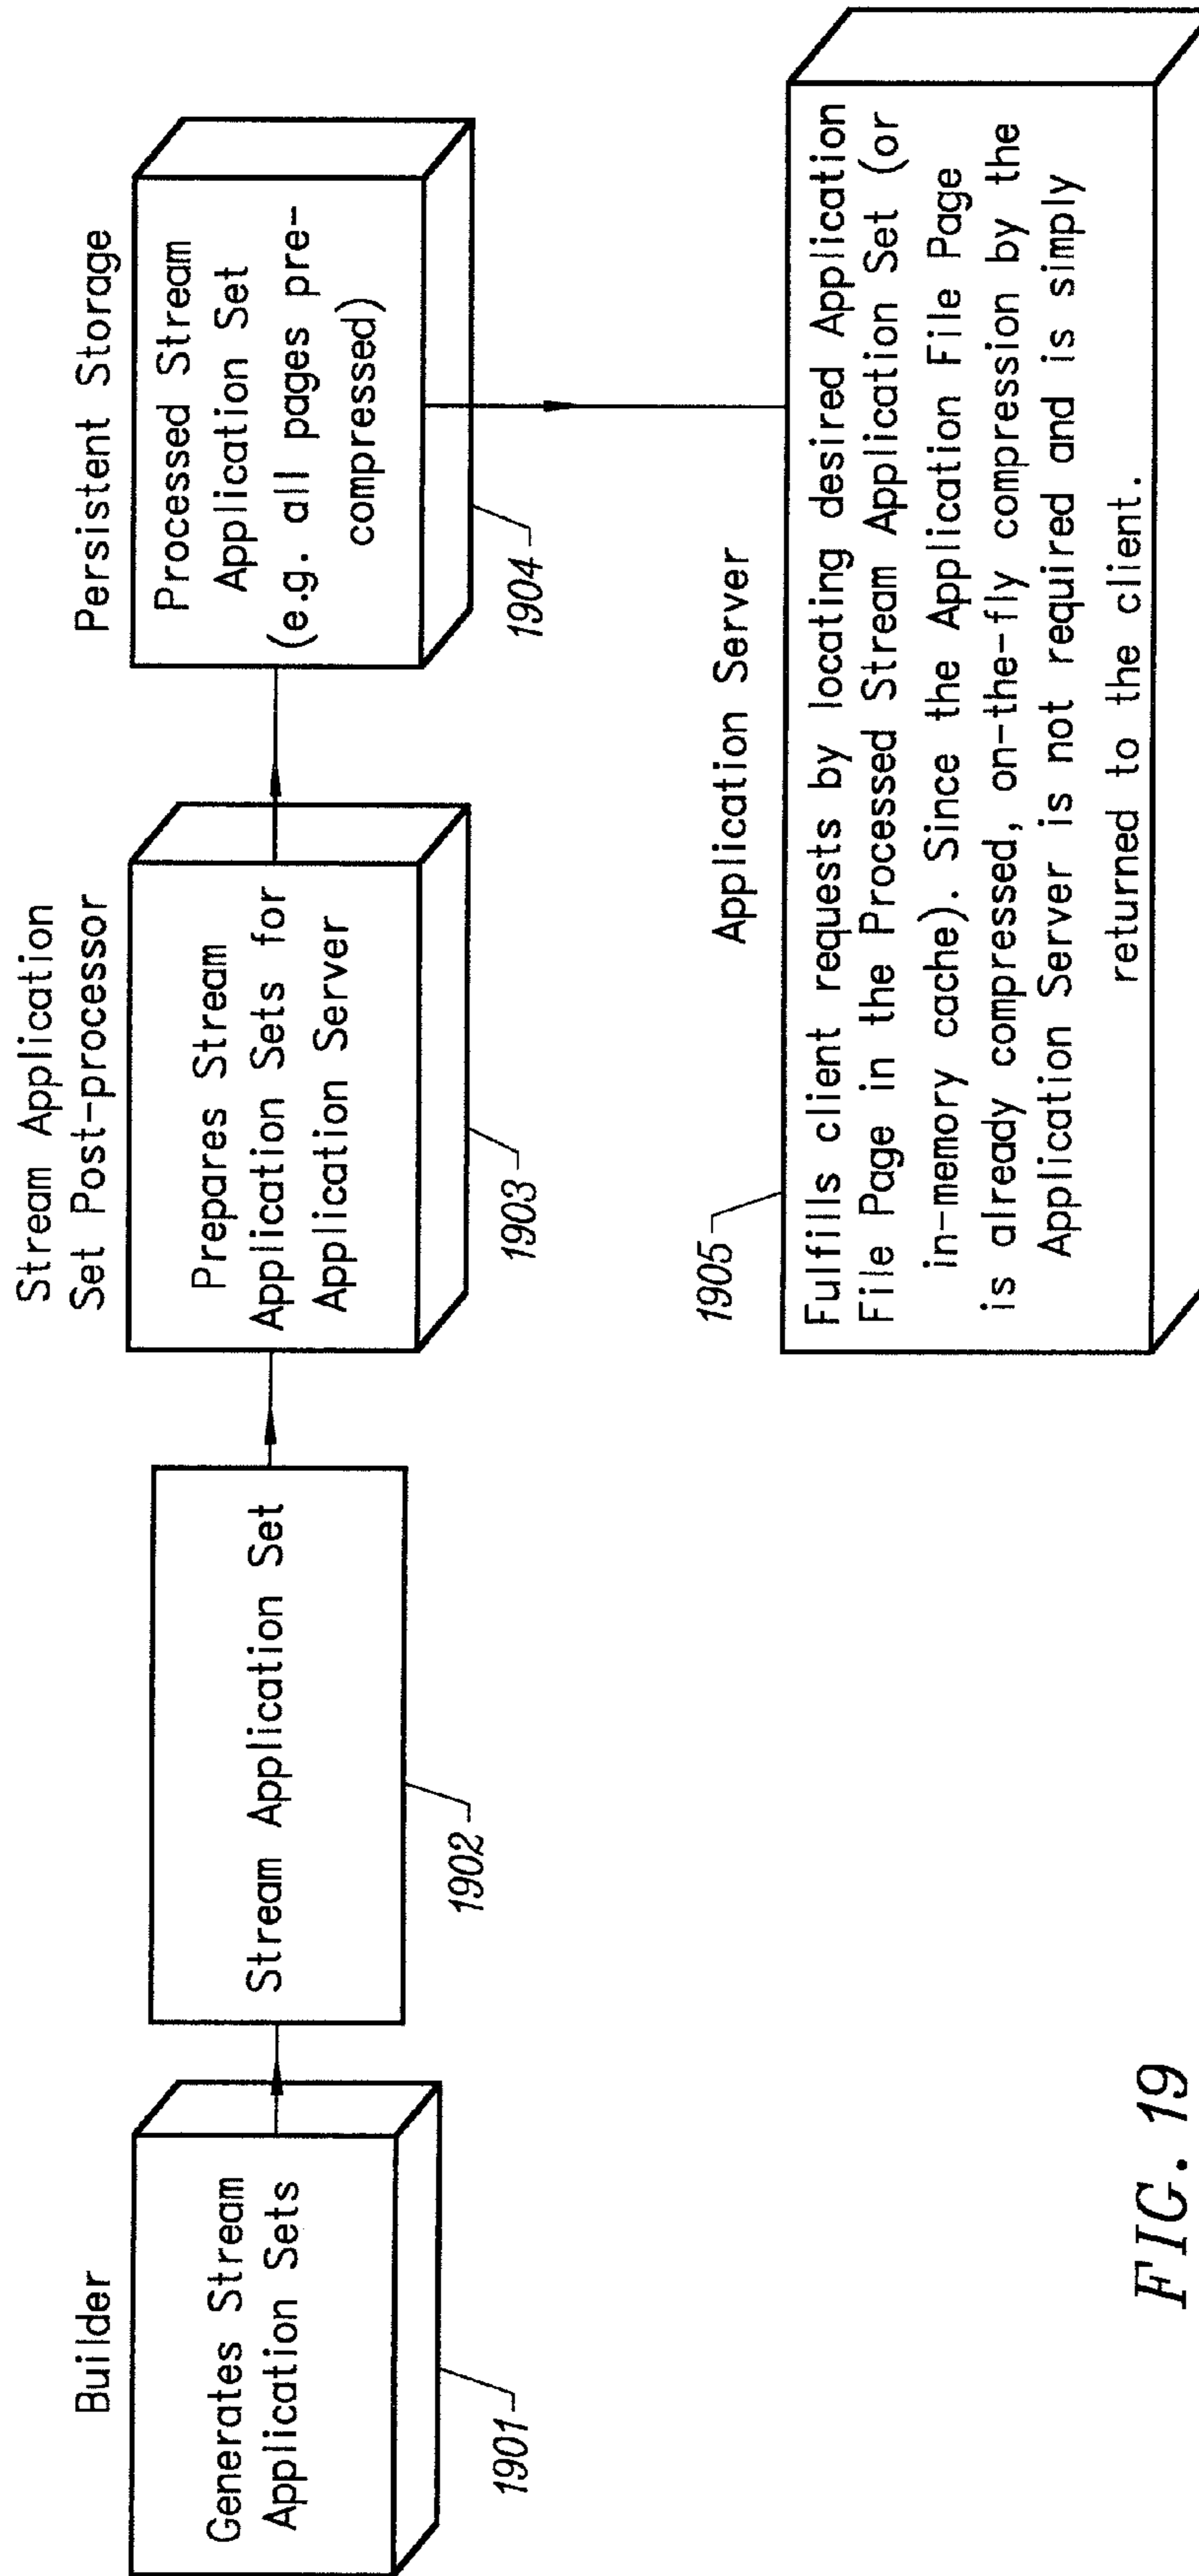 Builder
Generates Stream
Application Sets
1901
Stream Application Set
1902
Stream Application
Set Post-processor
Prepares Stream
Application Sets for
Application Server
1903
Persistent Storage
Processed Stream
Application Set
(e.g. all pages pre-
compressed)
1904
Application Server
1905
Fulfills client requests by locating desired Application
File Page in the Processed Stream Application Set (or
in-memory cache). Since the Application File Page
is already compressed, on-the-fly compression by the
Application Server is not required and is simply
returned to the client.
FIG. 19